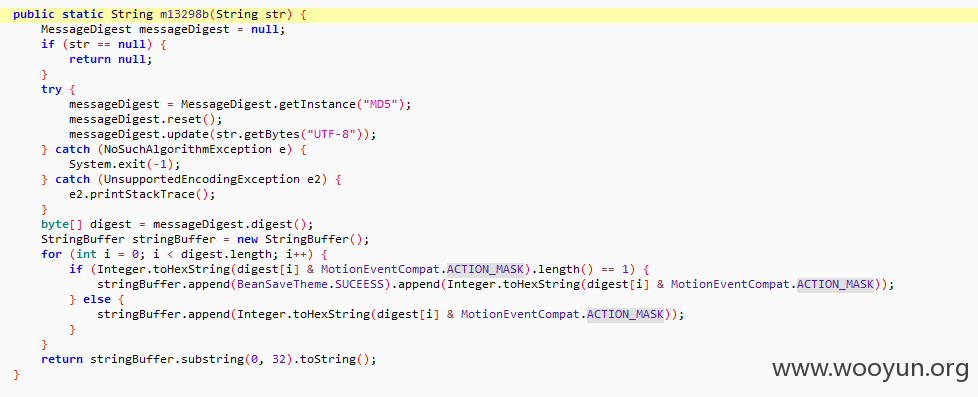 public static String m13298b(String str) {
    MessageDigest messageDigest = null;
    if (str == null) {
        return null;
    }
    try {
        messageDigest = MessageDigest.getInstance("MD5");
        messageDigest.reset();
        messageDigest.update(str.getBytes("UTF-8"));
    } catch (NoSuchAlgorithmException e) {
        System.exit(-1);
    } catch (UnsupportedEncodingException e2) {
        e2.printStackTrace();
    }
    byte[] digest = messageDigest.digest();
    StringBuffer stringBuffer = new StringBuffer();
    for (int i = 0; i < digest.length; i++) {
        if (Integer.toHexString(digest[i] & MotionEventCompat.ACTION_MASK).length() == 1) {
            stringBuffer.append(BeanSaveTheme.SUCEESS).append(Integer.toHexString(digest[i] & MotionEventCompat.ACTION_MASK));
        } else {
            stringBuffer.append(Integer.toHexString(digest[i] & MotionEventCompat.ACTION_MASK));
        }
    }
    return stringBuffer.substring(0, 32).toString();
}
www.wooyun.org